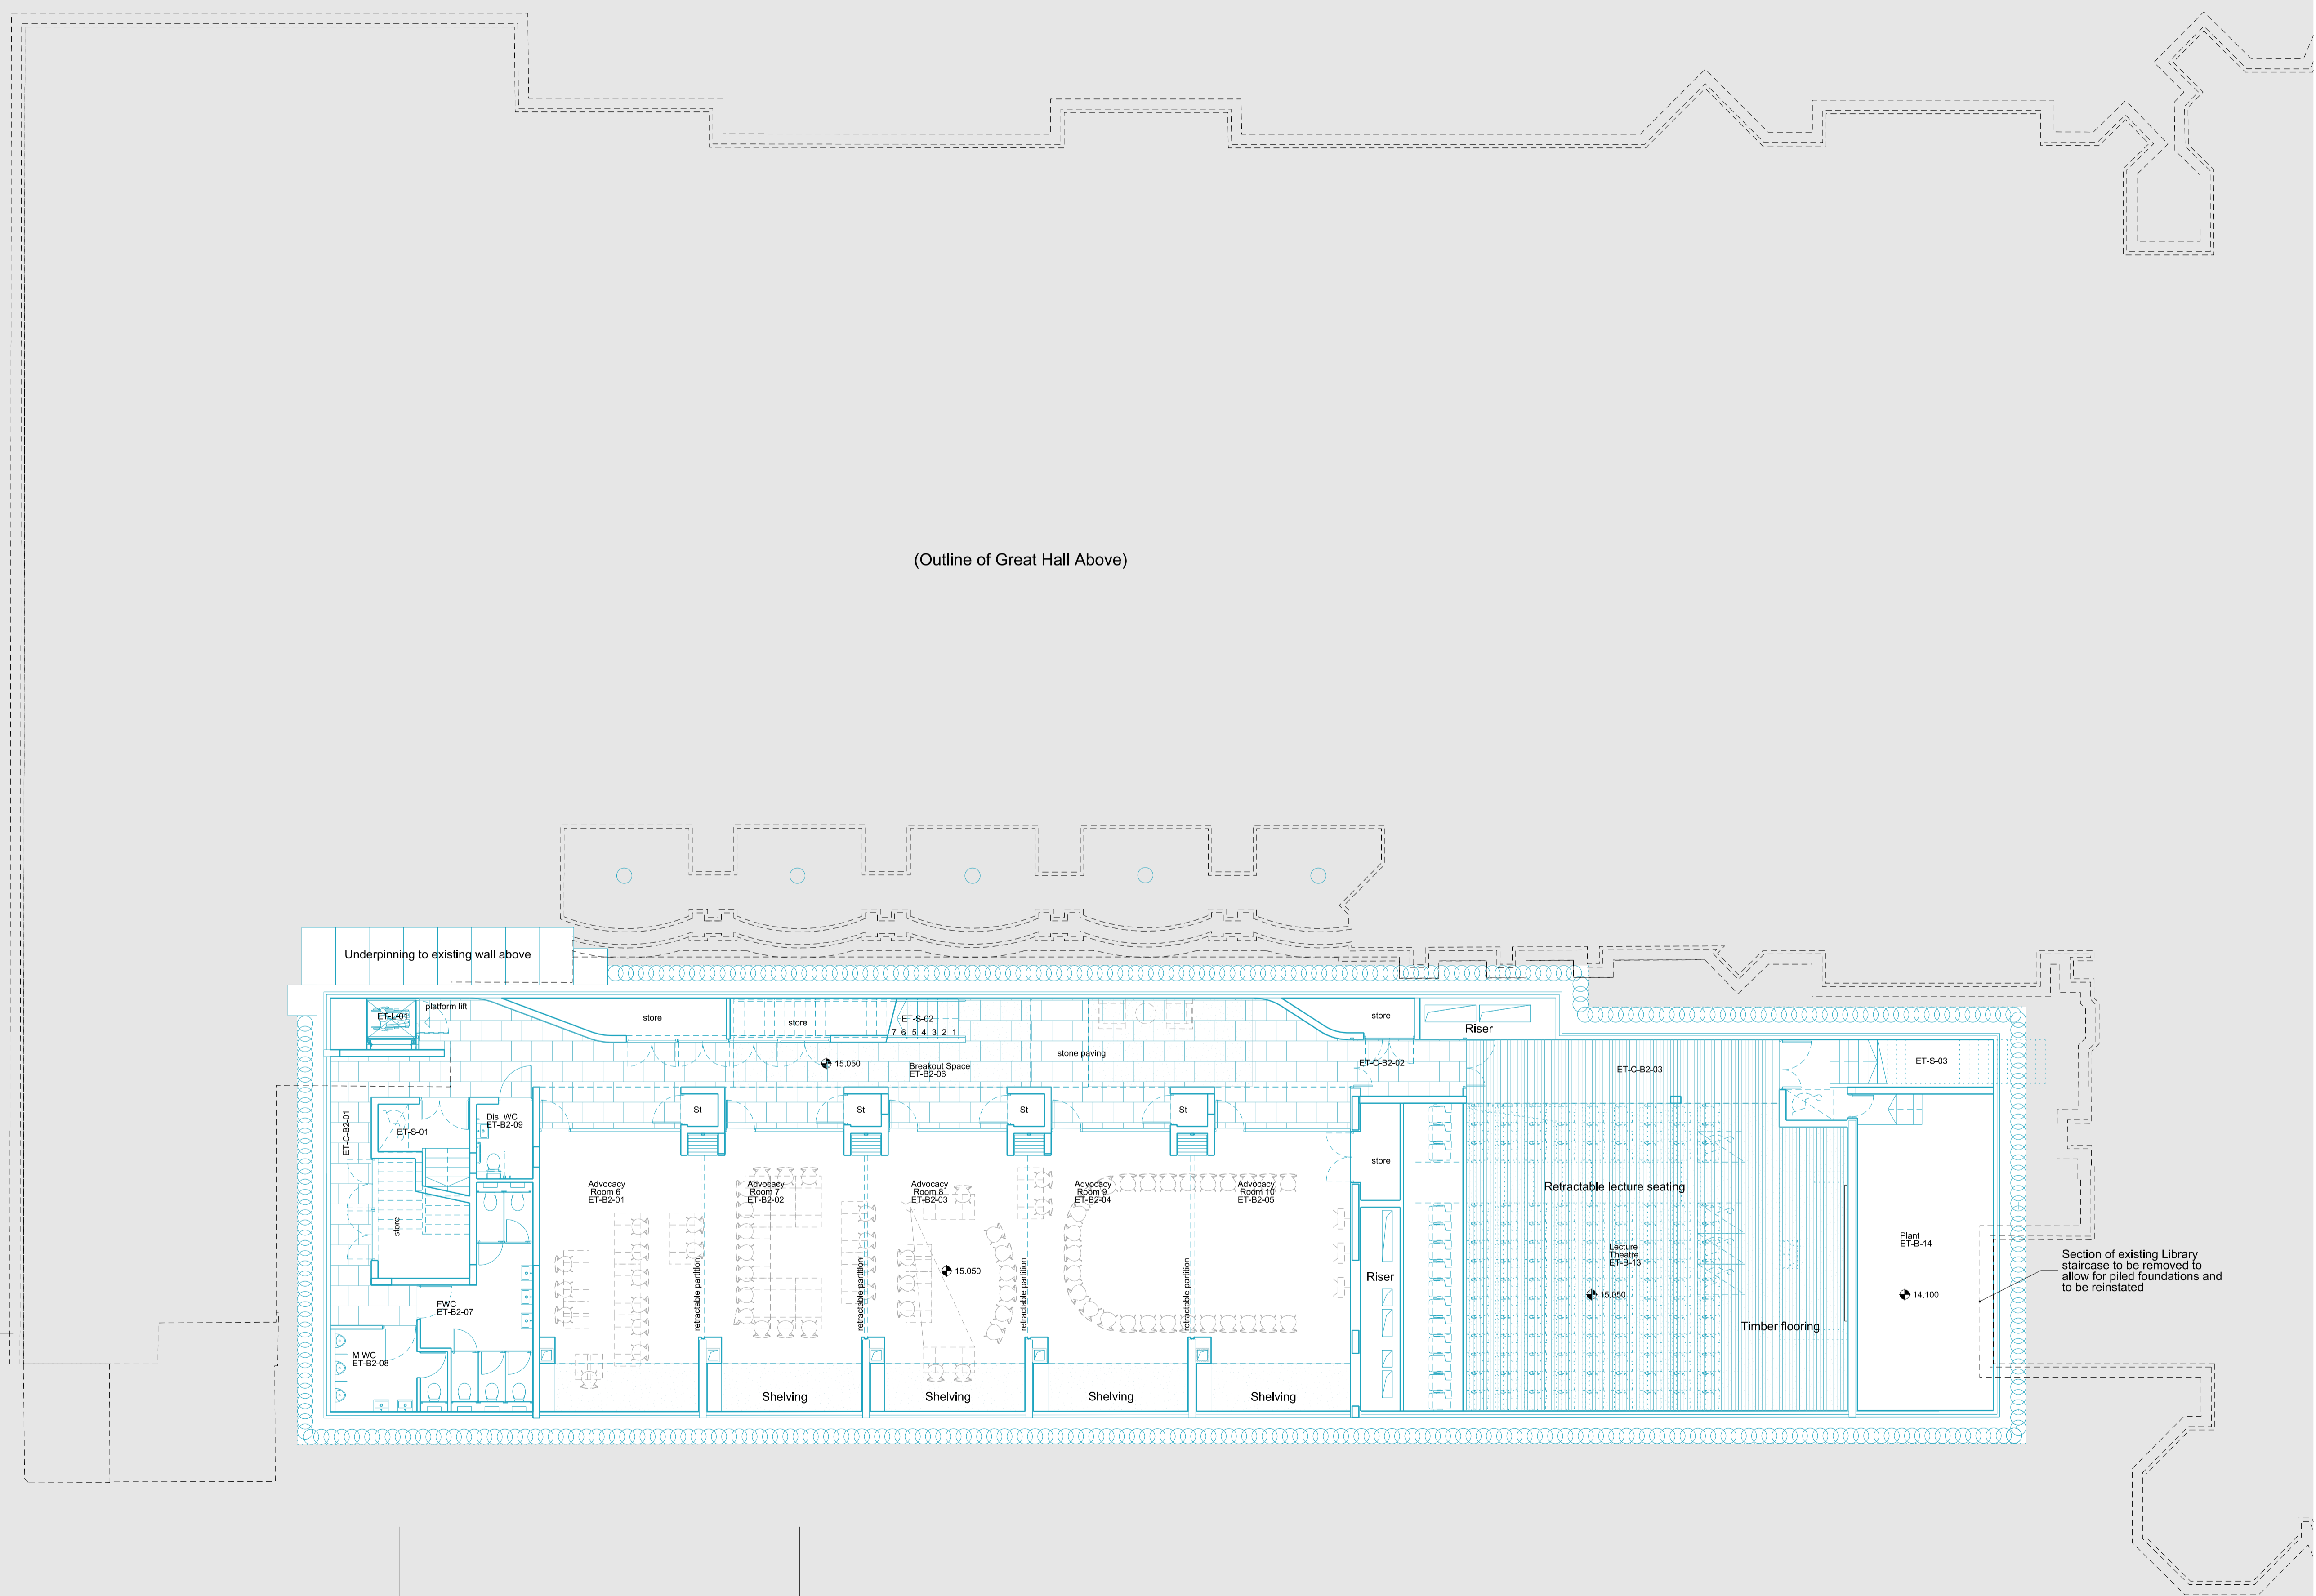 (Outline of Great Hall Above)
Underpinning to existing wall above
platform lift
ET-L-01
store
store
ET-S-02
7 6 5 4 3 2 1
store
Riser
stone paving
15.050
Breakout Space
ET-B2-06
ET-C-B2-02
ET-C-B2-03
ET-S-03
ET-C-B2-01
ET-S-01
Dis. WC
ET-B2-09
St
St
St
St
store
store
Advocacy
Room 6
ET-B2-01
Advocacy
Room 7
ET-B2-02
Advocacy
Room 8
ET-B2-03
Advocacy
Room 9
ET-B2-04
Advocacy
Room 10
ET-B2-05
Retractable lecture seating
Lecture
Theatre
ET-B-13
15.050
Timber flooring
Plant
ET-B-14
14.100
Section of existing Library
staircase to be removed to
allow for piled foundations and
to be reinstated
15.050
retractable partition
retractable partition
retractable partition
retractable partition
Riser
FWC
ET-B2-07
M WC
ET-B2-08
Shelving
Shelving
Shelving
Shelving